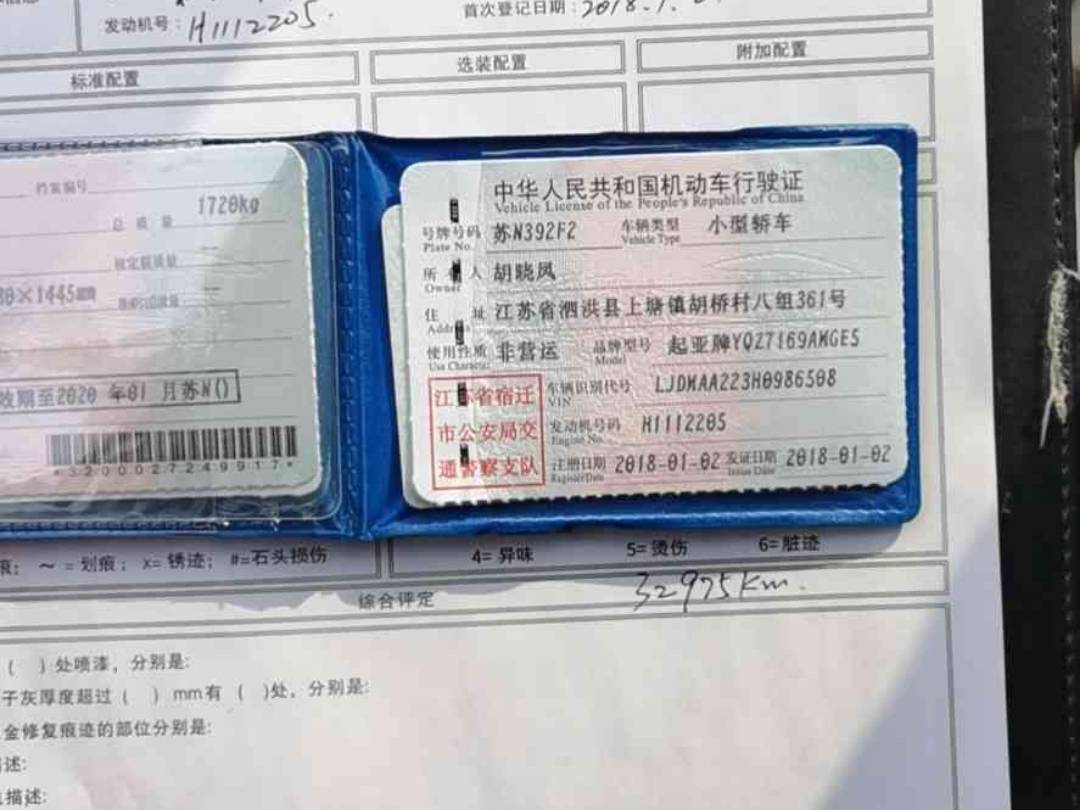 发动机号：H1112205.
首次登记日期：2018.1.
标准配置
选装配置
附加配置
档案编号
总质量 1720kg
核定载质量
×1445mm
效期至2020年01月苏N()
*3200027249917*
中华人民共和国机动车行驶证
Vehicle License of the People's Republic of China
号牌号码 苏N392F2 车辆类型 小型轿车
Plate No. Vehicle Type
所 人 胡晓凤
Owner
住 址 江苏省泗洪县上塘镇胡桥村八组361号
Address
使用性质 非营运 品牌型号 起亚牌YQZ7169AMGE5
Use Character Model
江苏省宿迁
市公安局交
通警察支队
车辆识别代号 LJDMAA223H0986508
VIN
发动机号码 H1112205
Engine No.
注册日期 2018-01-02 发证日期 2018-01-02
Register Date Issue Date
痕； ～=划痕； x=锈迹； #=石头损伤
4=异味 5=烫伤 6=脏迹
综合评定
32975km.
（ ）处喷漆，分别是:
子灰厚度超过（ ）mm有（ ）处，分别是:
金修复痕迹的部位分别是:
述:
描述: